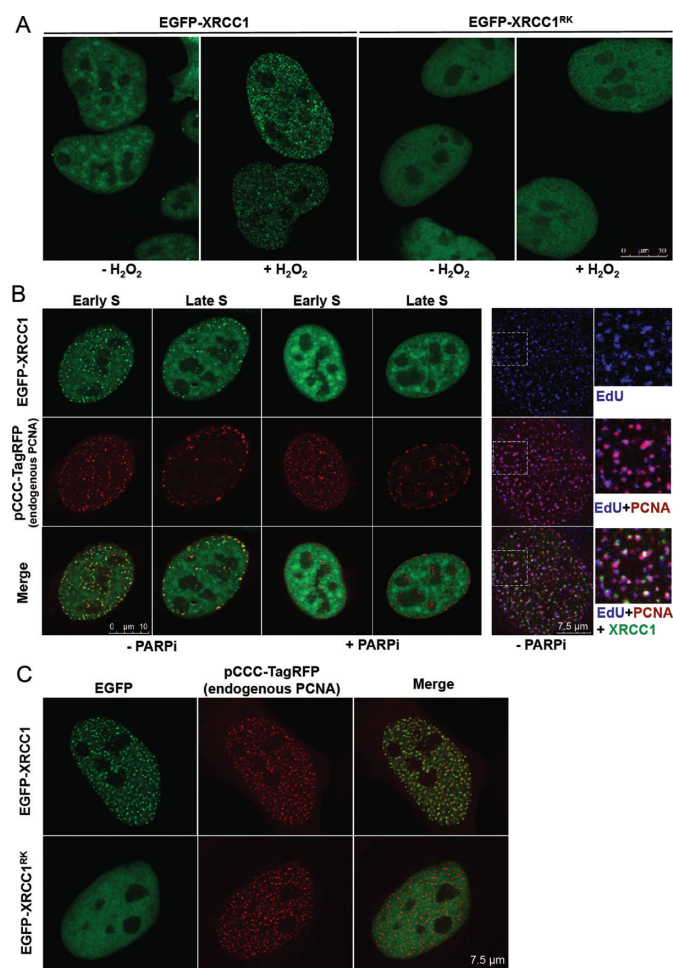 A
EGFP-XRCC1
EGFP-XRCC1ᴿᴷ
0 µm 10
- H₂O₂
+ H₂O₂
- H₂O₂
+ H₂O₂
B
Early S
Late S
Early S
Late S
EGFP-XRCC1
EdU
pCCC-TagRFP
(endogenous PCNA)
EdU+PCNA
Merge
0 µm 10
7.5 µm
EdU+PCNA
+ XRCC1
- PARPi
+ PARPi
- PARPi
C
EGFP
pCCC-TagRFP
(endogenous PCNA)
Merge
EGFP-XRCC1
EGFP-XRCC1ᴿᴷ
7.5 µm